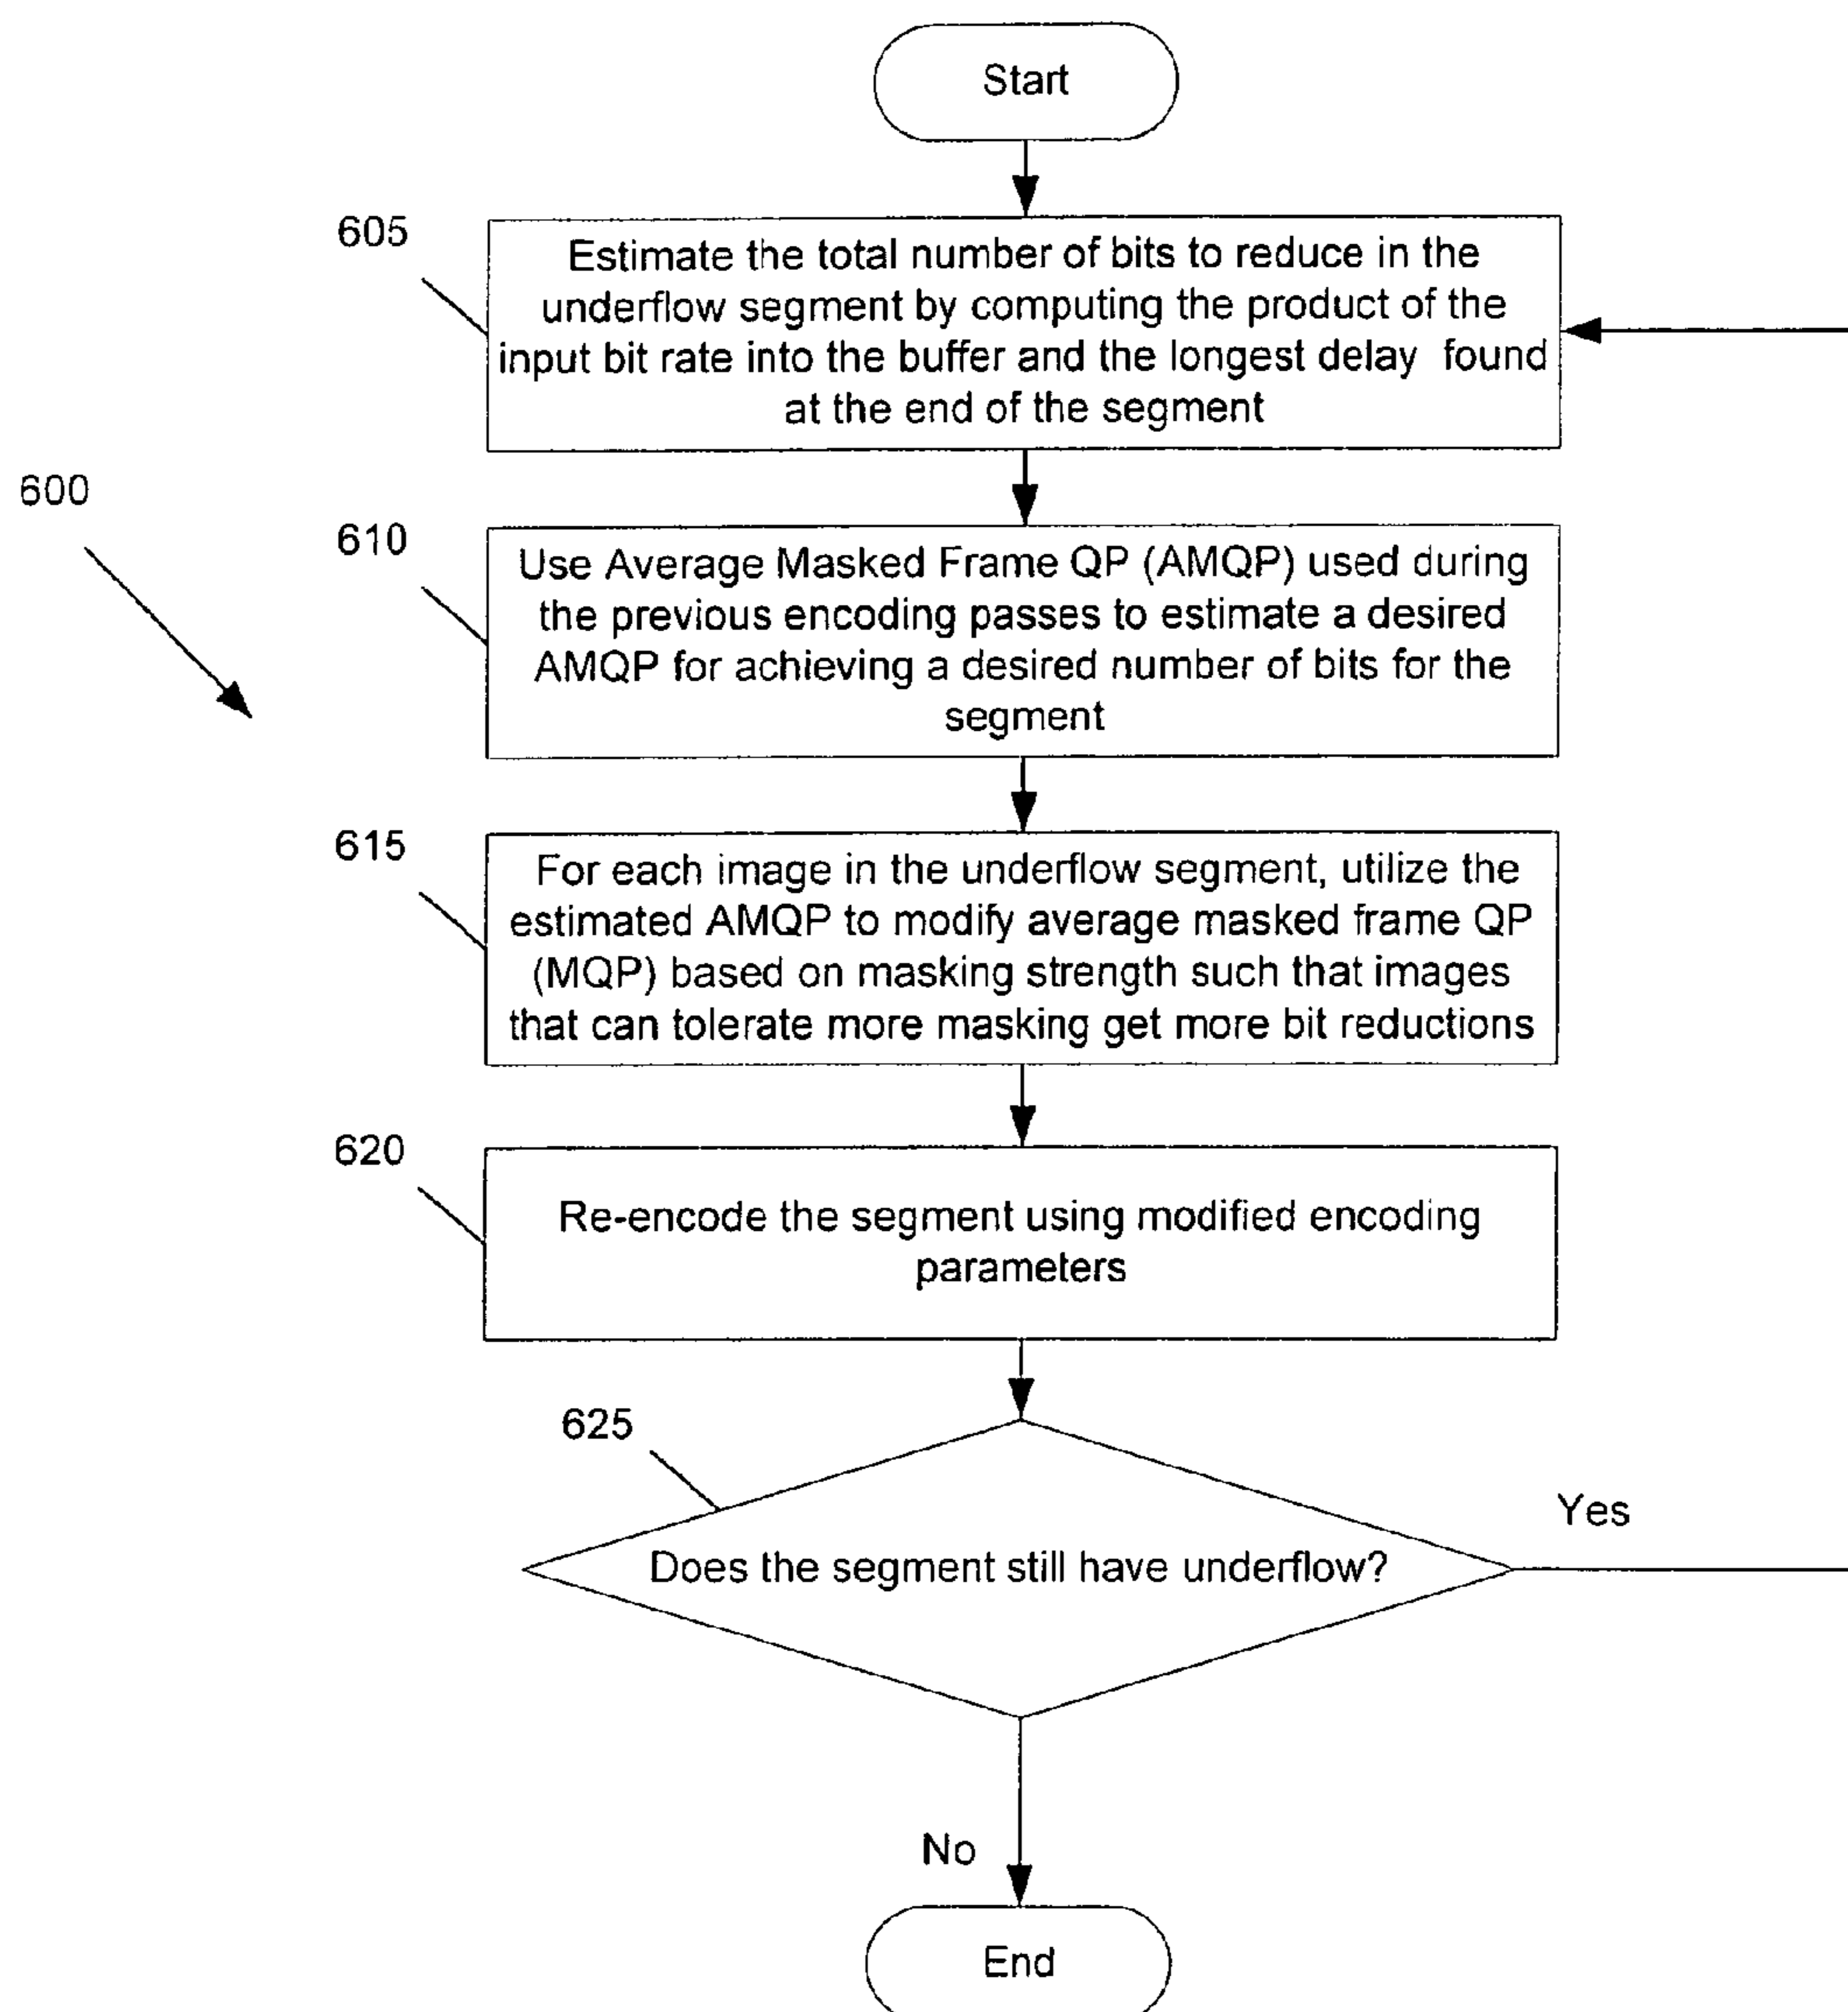 Start
605
Estimate the total number of bits to reduce in the
underflow segment by computing the product of the
input bit rate into the buffer and the longest delay found
at the end of the segment
600
610
Use Average Masked Frame QP (AMQP) used during
the previous encoding passes to estimate a desired
AMQP for achieving a desired number of bits for the
segment
615
For each image in the underflow segment, utilize the
estimated AMQP to modify average masked frame QP
(MQP) based on masking strength such that images
that can tolerate more masking get more bit reductions
620
Re-encode the segment using modified encoding
parameters
625
Yes
Does the segment still have underflow?
No
End